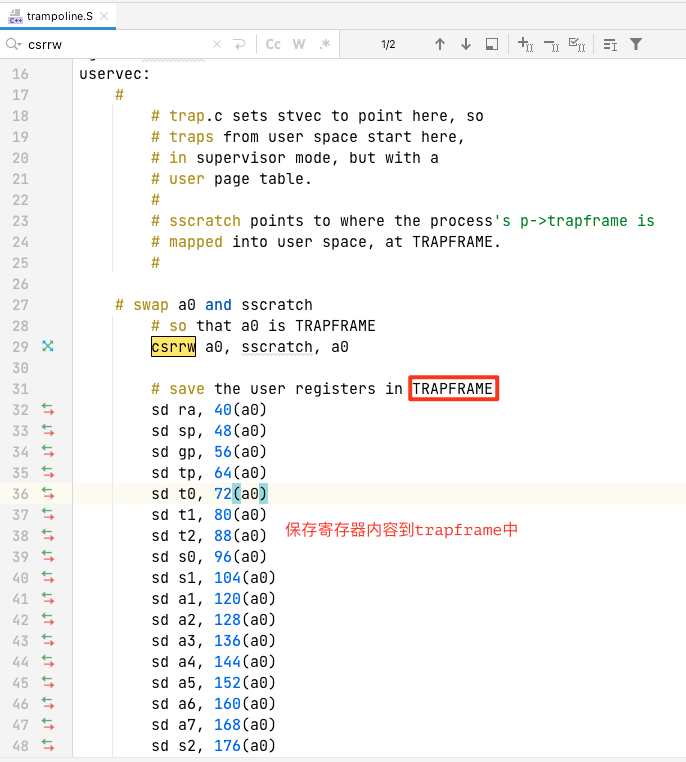 trampoline.S
csrrw
Cc W .*
1/2
16 uservec:
17 #
18 # trap.c sets stvec to point here, so
19 # traps from user space start here,
20 # in supervisor mode, but with a
21 # user page table.
22 #
23 # sscratch points to where the process's p->trapframe is
24 # mapped into user space, at TRAPFRAME.
25 #
26
27 # swap a0 and sscratch
28 # so that a0 is TRAPFRAME
29 csrrw a0, sscratch, a0
30
31 # save the user registers in TRAPFRAME
32 sd ra, 40(a0)
33 sd sp, 48(a0)
34 sd gp, 56(a0)
35 sd tp, 64(a0)
36 sd t0, 72(a0)
37 sd t1, 80(a0)
保存寄存器内容到trapframe中
38 sd t2, 88(a0)
39 sd s0, 96(a0)
40 sd s1, 104(a0)
41 sd a1, 120(a0)
42 sd a2, 128(a0)
43 sd a3, 136(a0)
44 sd a4, 144(a0)
45 sd a5, 152(a0)
46 sd a6, 160(a0)
47 sd a7, 168(a0)
48 sd s2, 176(a0)